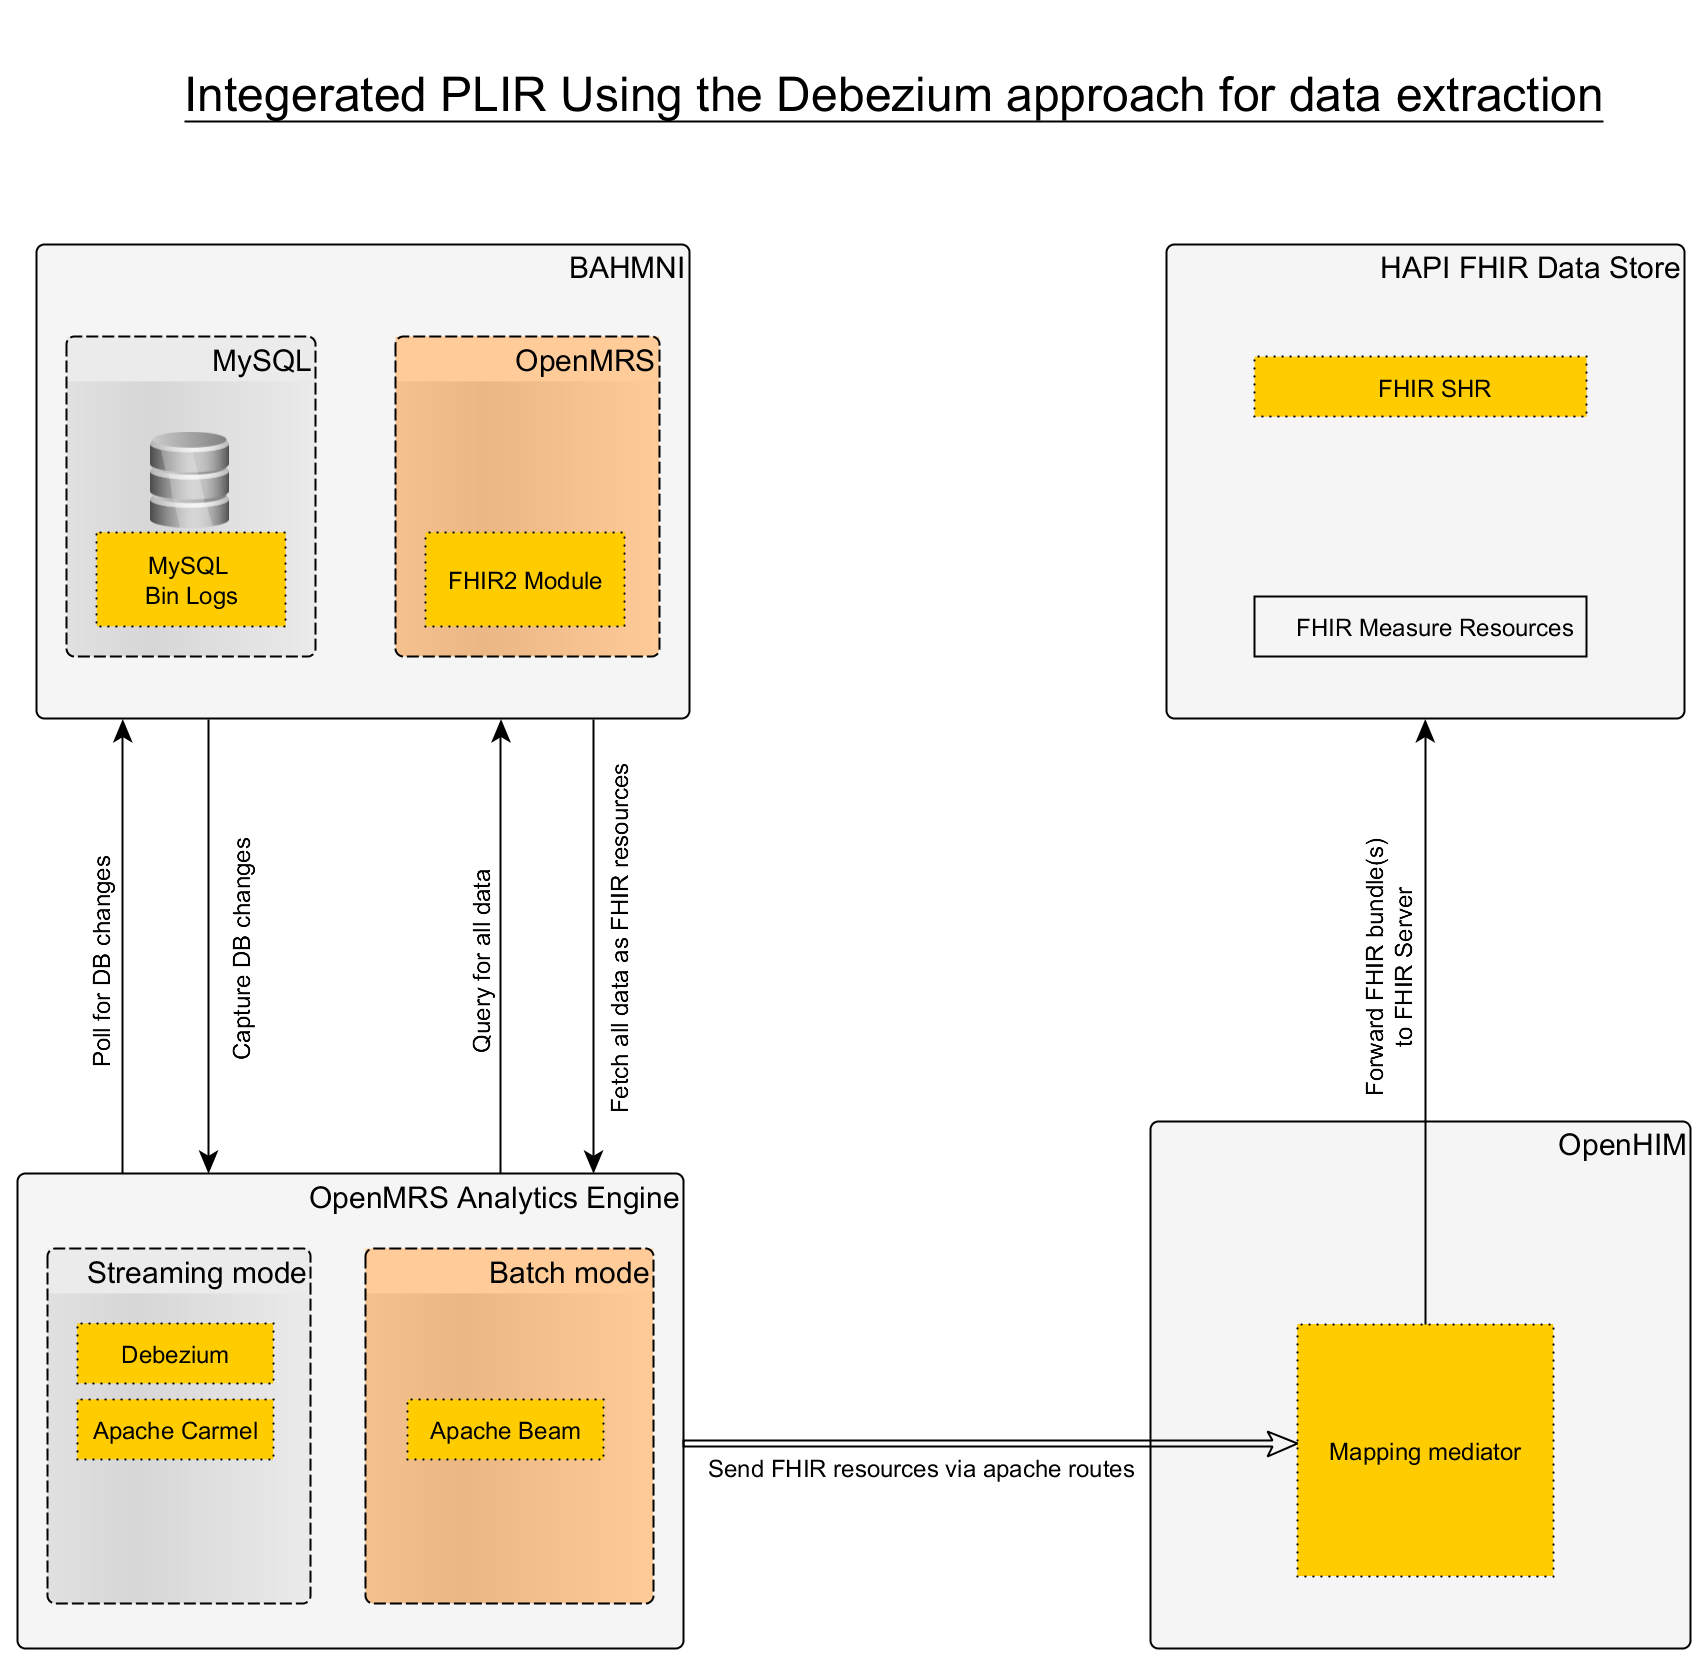 Integerated PLIR Using the Debezium approach for data extraction
BAHMNI
MySQL
MySQL
Bin Logs
OpenMRS
FHIR2 Module
HAPI FHIR Data Store
FHIR SHR
FHIR Measure Resources
Poll for DB changes
Capture DB changes
Query for all data
Fetch all data as FHIR resources
Forward FHIR bundle(s)
to FHIR Server
OpenMRS Analytics Engine
Streaming mode
Debezium
Apache Carmel
Batch mode
Apache Beam
Send FHIR resources via apache routes
OpenHIM
Mapping mediator